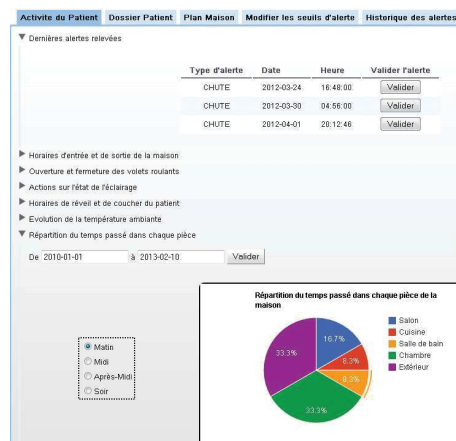 Activite du Patient Dossier Patient Plan Maison Modifier les seuils d'alerte Historique des alertes
Dernières alertes relevées
Type d'alerte Date Heure Valider l'alerte
CHUTE 2012-03-24 16:48:00 Valider
CHUTE 2012-03-30 04:56:00 Valider
CHUTE 2012-04-01 20:12:46 Valider
Horaires d'entrée et de sortie de la maison
Ouverture et fermeture des volets roulants
Actions sur l'état de l'éclairage
Horaires de réveil et de coucher du patient
Evolution de la température ambiante
Répartition du temps passé dans chaque pièce
De 2010-01-01 à 2013-02-10 Valider
Répartition du temps passé dans chaque pièce de la
maison
Matin
Midi
Après-Midi
Soir
16.7%
8.3%
8.3%
33.3%
33.3%
Salon
Cuisine
Salle de bain
Chambre
Extérieur